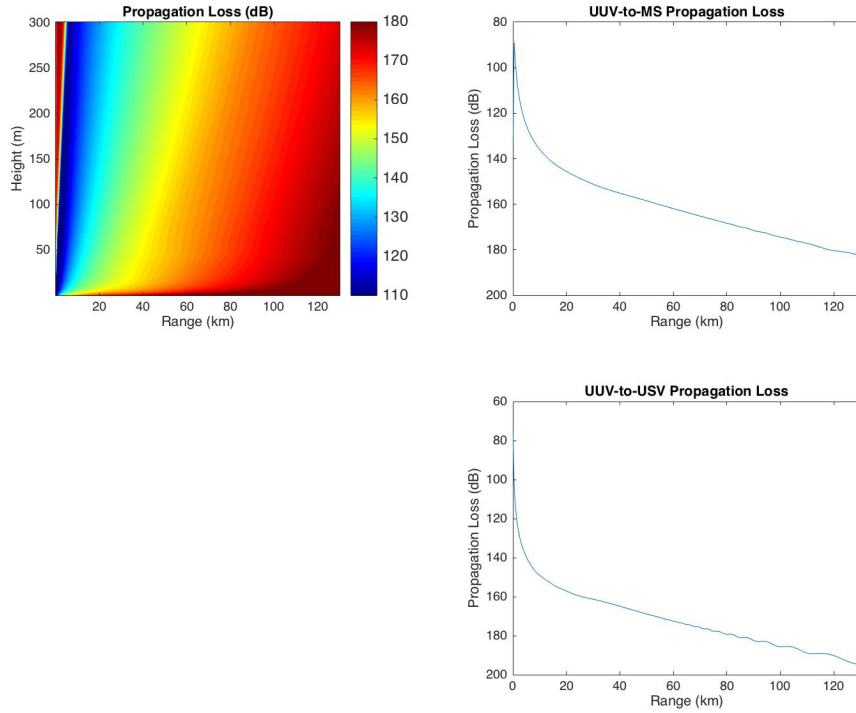 Propagation Loss (dB)
Height (m)
300
250
200
150
100
50
20 40 60 80 100 120
Range (km)
180
170
160
150
140
130
120
110
UUV-to-MS Propagation Loss
Propagation Loss (dB)
80
100
120
140
160
180
200
0 20 40 60 80 100 120
Range (km)
UUV-to-USV Propagation Loss
Propagation Loss (dB)
60
80
100
120
140
160
180
200
0 20 40 60 80 100 120
Range (km)